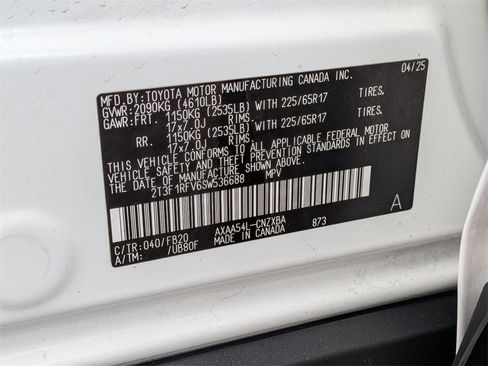 MFD.BY:TOYOTA MOTOR MANUFACTURING CANADA INC. 04/25
GVWR:2090KG (4610LB)
GAWR:FRT. 1150KG (2535LB) WITH 225/65R17 TIRES.
17x7.0J RIMS.
RR. 1150KG (2535LB) WITH 225/65R17 TIRES.
17x7.0J RIMS.
THIS VEHICLE CONFORMS TO ALL APPLICABLE FEDERAL MOTOR
VEHICLE SAFETY AND THEFT PREVENTION STANDARDS IN EFFECT ON
THE DATE OF MANUFACTURE SHOWN ABOVE.
2T3F1RFV6SW536688 MPV
C/TR:040/FB20 AXAA54L-CNZXBA 873 A
A/TM: /UB80F MADE IN CANADA